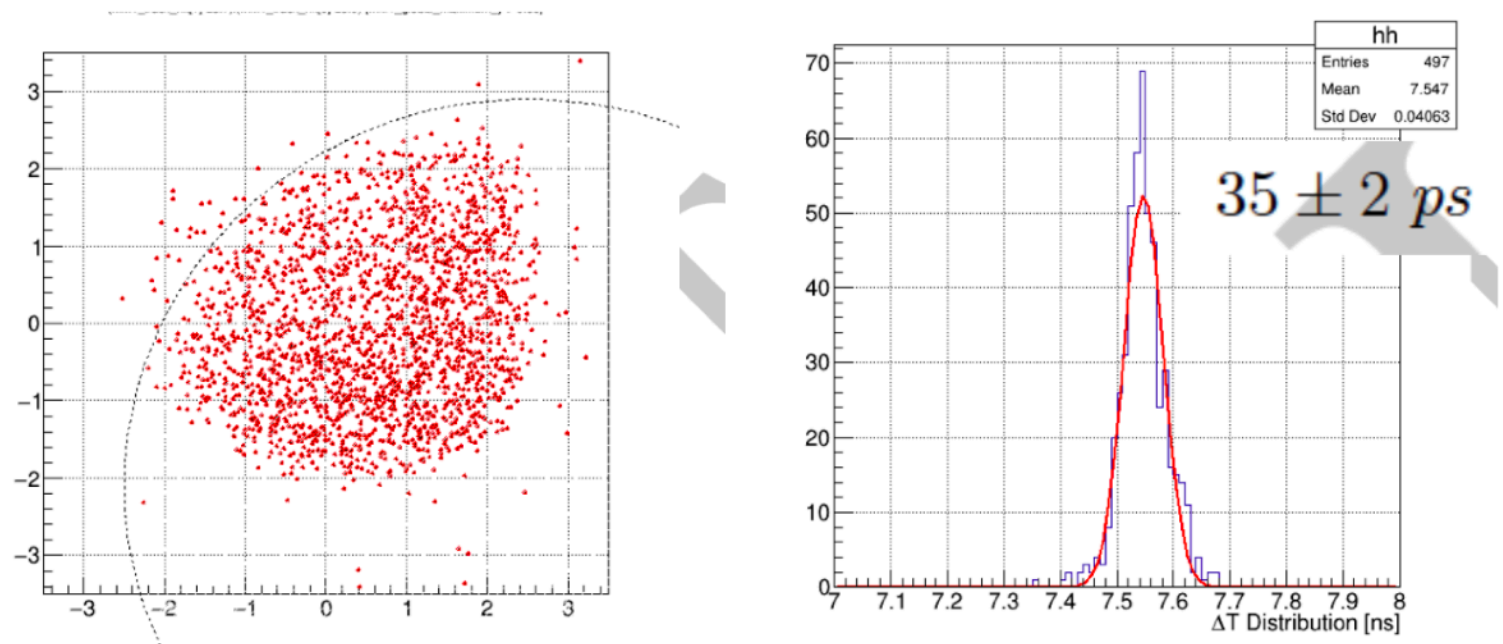 3
2
1
0
−1
−2
−3
−3 −2 −1 0 1 2 3
hh
Entries 497
Mean 7.547
Std Dev 0.04063
35 ± 2 ps
70
60
50
40
30
20
10
0
7 7.1 7.2 7.3 7.4 7.5 7.6 7.7 7.8 7.9 8
ΔT Distribution [ns]